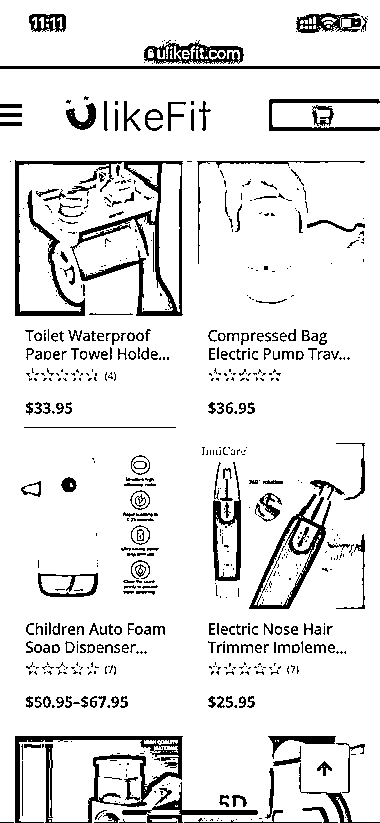 11:11
ulikefit.com
UlikeFit
Toilet Waterproof
Paper Towel Holde...
(4)
$33.95
Compressed Bag
Electric Pump Trav...
$36.95
Children Auto Foam
Soap Dispenser...
(7)
$50.95–$67.95
Electric Nose Hair
Trimmer Impleme...
(7)
$25.95
5D